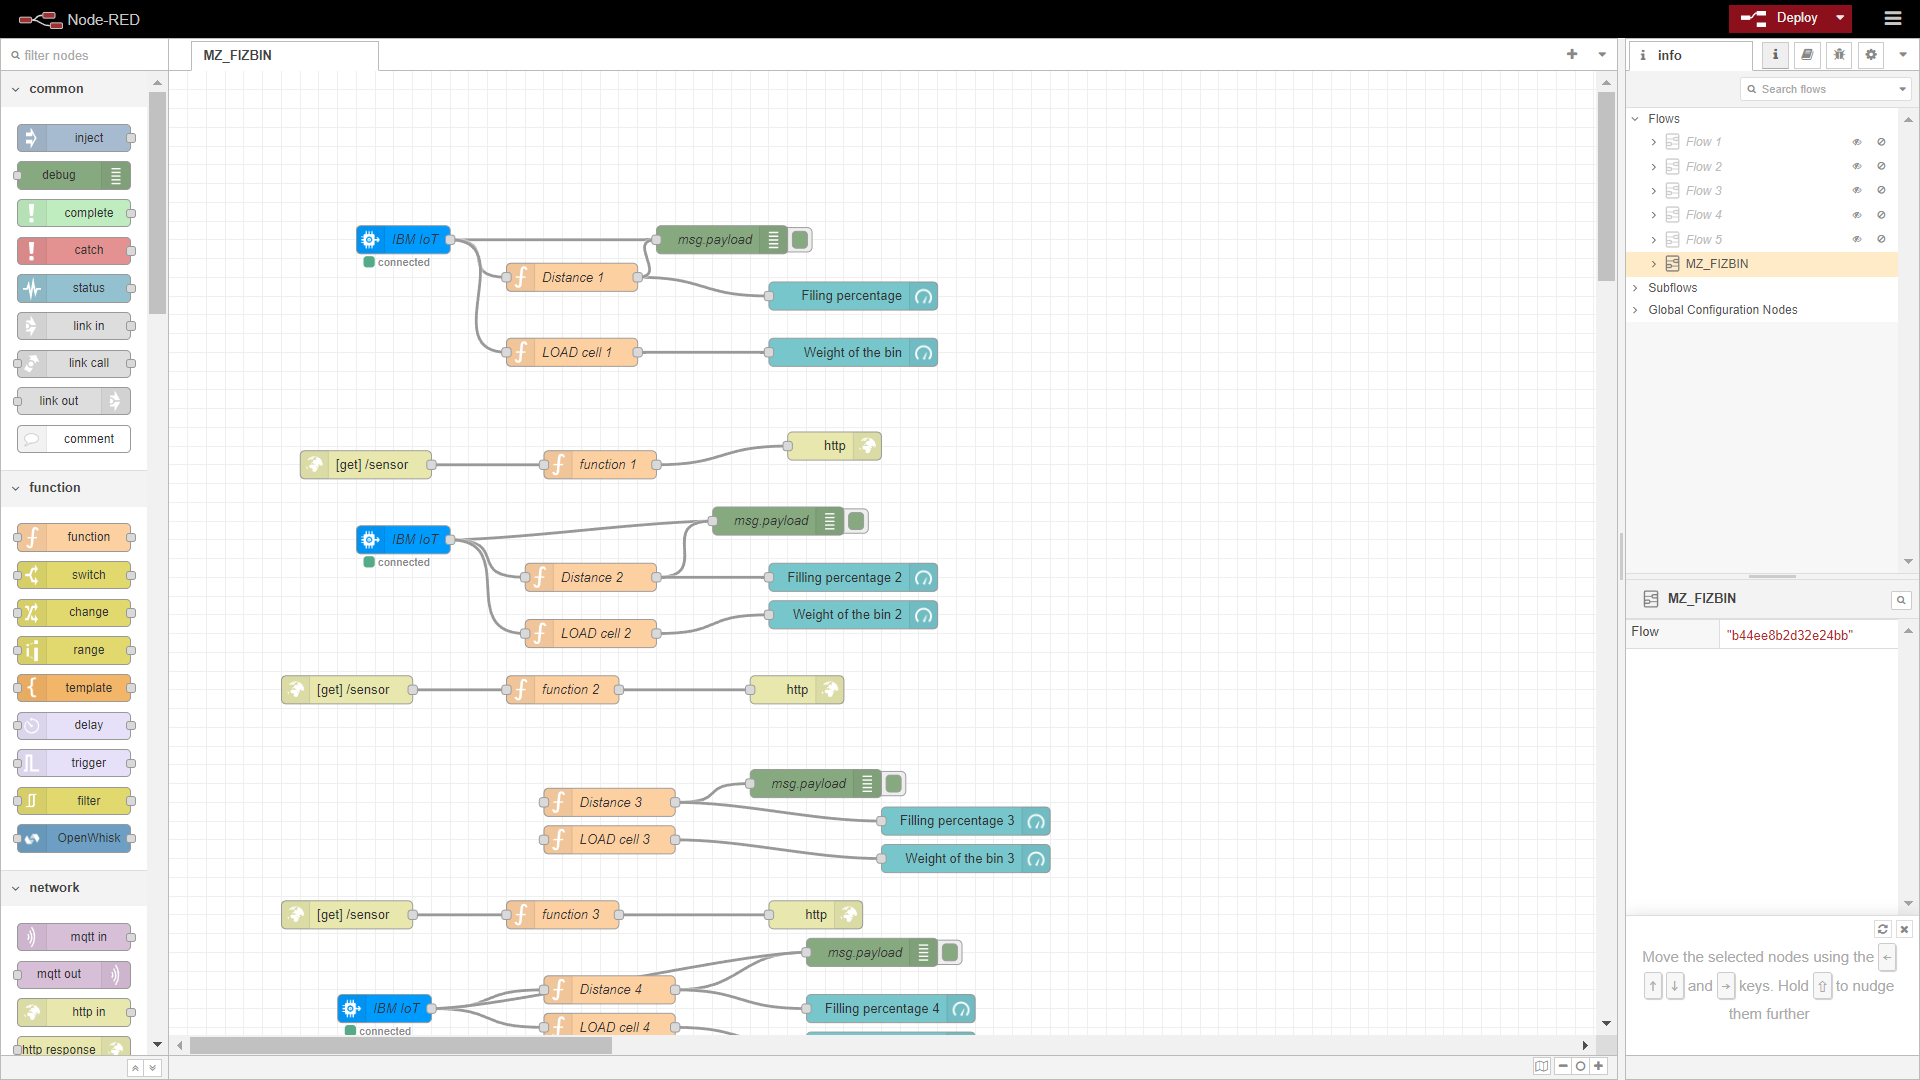 Node-RED
Deploy
filter nodes
MZ_FIZBIN
info
common
Search flows
inject
debug
complete
catch
status
link in
link call
link out
comment
function
function
switch
change
range
template
delay
trigger
filter
OpenWhisk
network
mqtt in
mqtt out
http in
http response
IBM IoT
connected
msg.payload
Distance 1
Filing percentage
LOAD cell 1
Weight of the bin
[get] /sensor
function 1
http
IBM IoT
connected
msg.payload
Distance 2
Filling percentage 2
Weight of the bin 2
LOAD cell 2
[get] /sensor
function 2
http
msg.payload
Distance 3
Filling percentage 3
LOAD cell 3
Weight of the bin 3
[get] /sensor
function 3
http
msg.payload
Distance 4
IBM IoT
connected
Filling percentage 4
LOAD cell 4
Flows
Flow 1
Flow 2
Flow 3
Flow 4
Flow 5
MZ_FIZBIN
Subflows
Global Configuration Nodes
MZ_FIZBIN
Flow "b44ee8b2d32e24bb"
Move the selected nodes using the ←
↑ ↓ and → keys. Hold ⇧ to nudge
them further